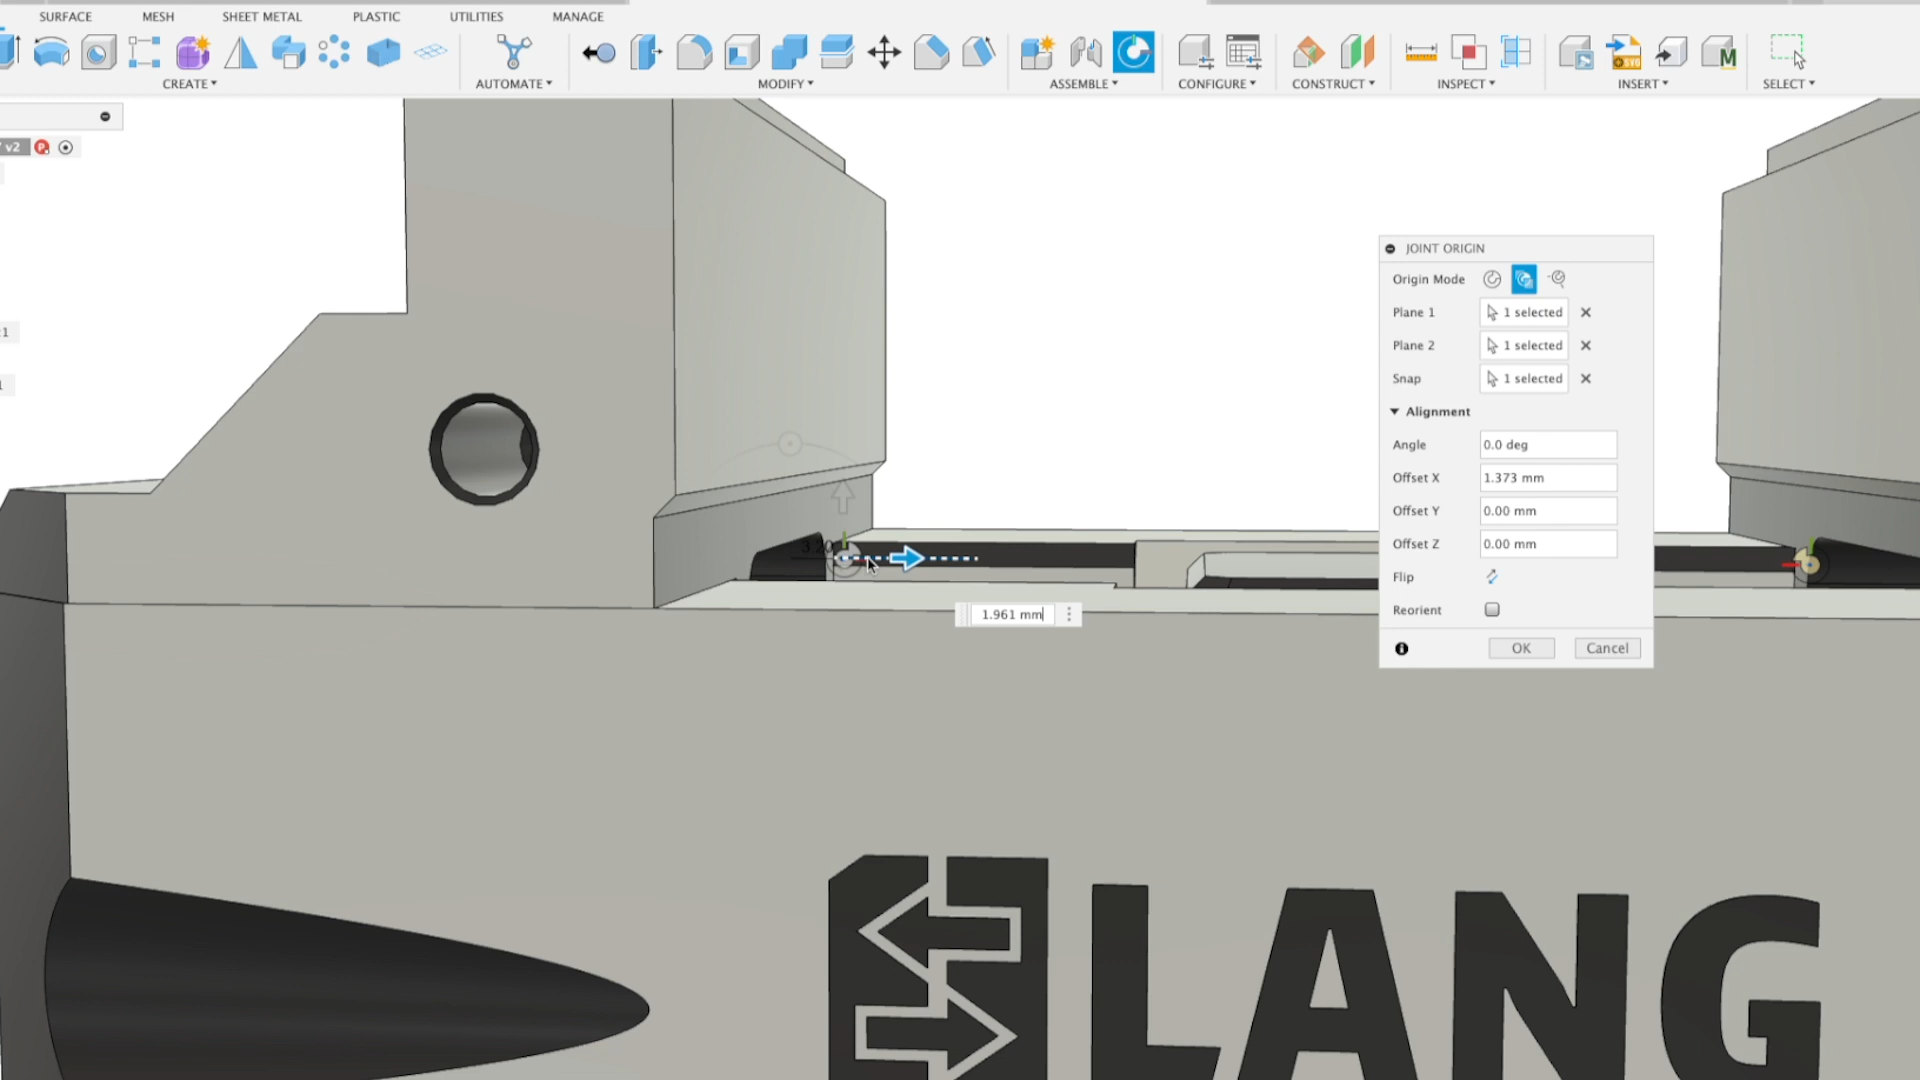 SURFACE MESH SHEET METAL PLASTIC UTILITIES MANAGE
CREATE AUTOMATE MODIFY ASSEMBLE CONFIGURE CONSTRUCT INSPECT INSERT SELECT
v2
JOINT ORIGIN
Origin Mode
Plane 1 1 selected
Plane 2 1 selected
Snap 1 selected
Alignment
Angle 0.0 deg
Offset X 1.373 mm
Offset Y 0.00 mm
Offset Z 0.00 mm
Flip
Reorient
OK Cancel
:1
1
1.961 mm
LANG